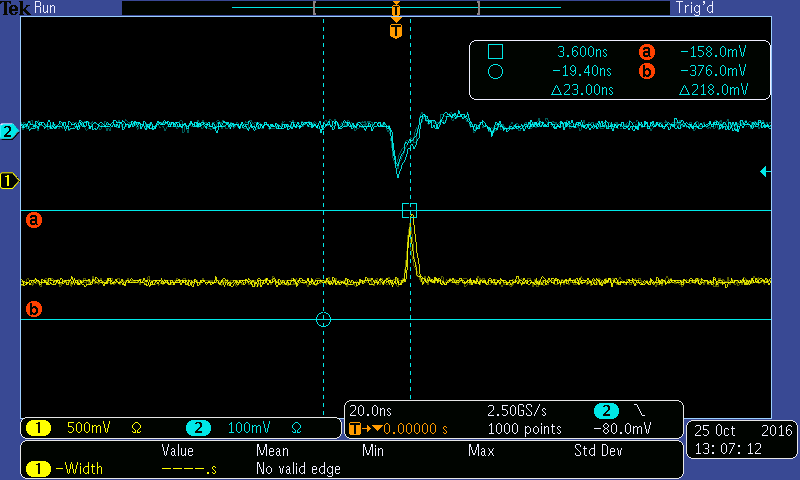 Tek Run Trig'd
T
T
3.600ns a -158.0mV
-19.40ns b -376.0mV
Δ23.00ns Δ218.0mV
2
1
a
b
1 500mV Ω 2 100mV Ω
20.0ns 2.50GS/s 2
T→▼0.00000 s 1000 points -80.0mV
25 Oct 2016
13:07:12
Value Mean Min Max Std Dev
1 -Width ----.s No valid edge